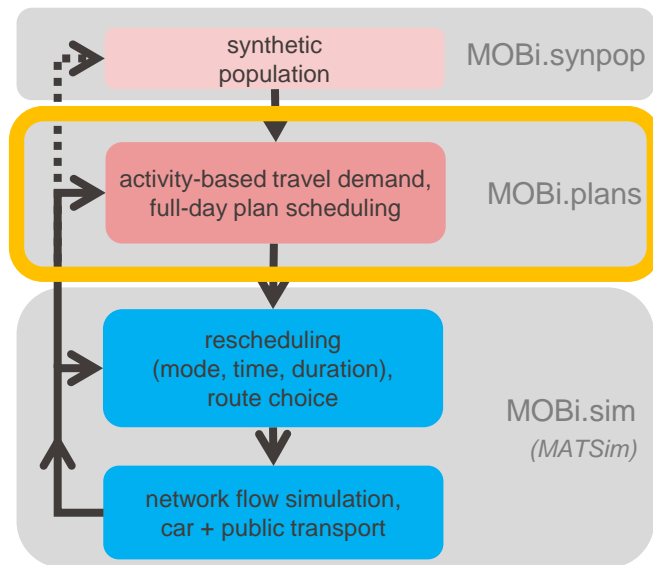 synthetic
population
MOBi.synpop
activity-based travel demand,
full-day plan scheduling
MOBi.plans
rescheduling
(mode, time, duration),
route choice
MOBi.sim
(MATSim)
network flow simulation,
car + public transport